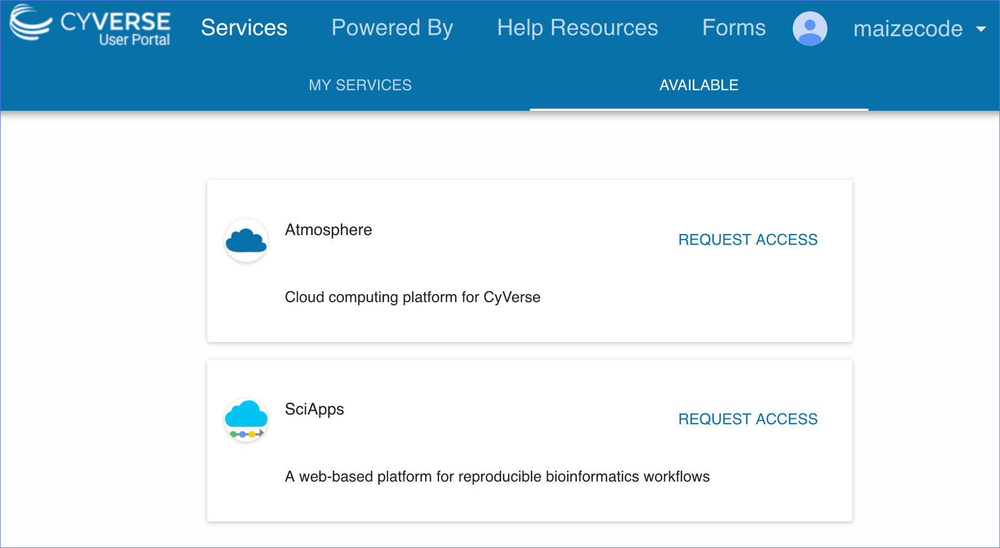 CYVERSE
User Portal
Services
Powered By
Help Resources
Forms
maizecode
MY SERVICES
AVAILABLE
Atmosphere
REQUEST ACCESS
Cloud computing platform for CyVerse
SciApps
REQUEST ACCESS
A web-based platform for reproducible bioinformatics workflows